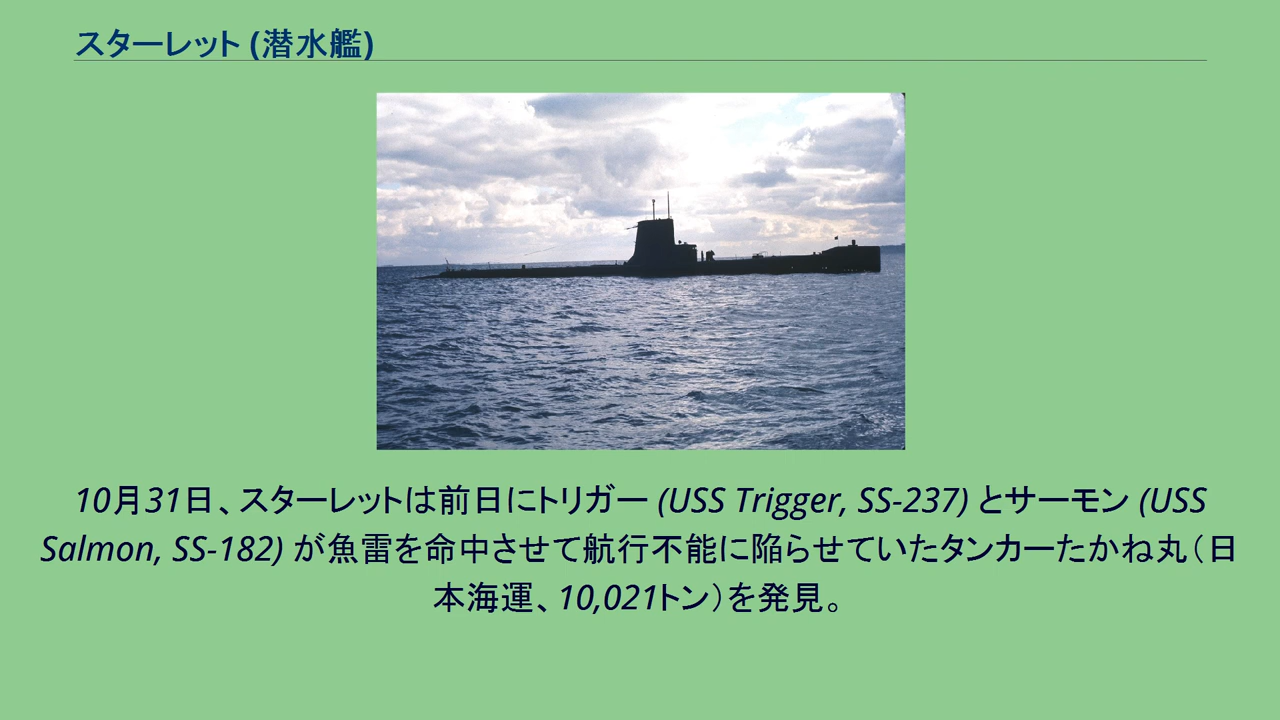 スターレット (潜水艦)
10月31日、スターレットは前日にトリガー (USS Trigger, SS-237) とサーモン (USS
Salmon, SS-182) が魚雷を命中させて航行不能に陥らせていたタンカーたかね丸（日
本海運、10,021トン）を発見。